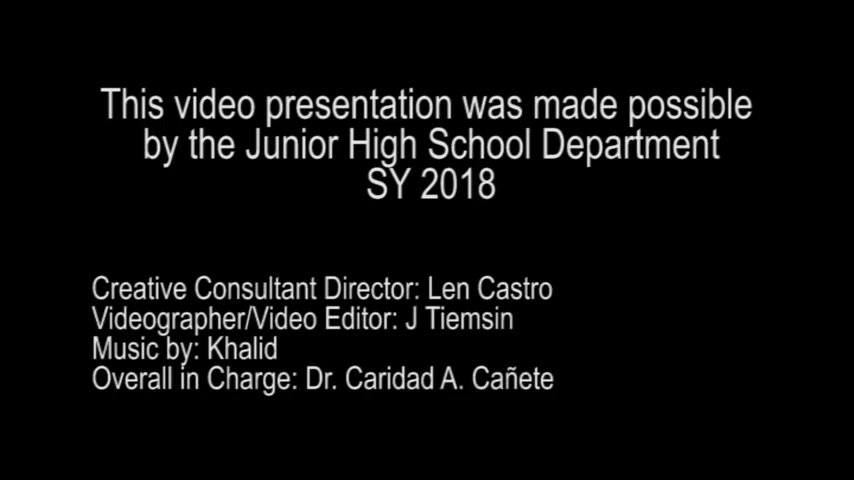 This video presentation was made possible
by the Junior High School Department
SY 2018
Creative Consultant Director: Len Castro
Videographer/Video Editor: J Tiemsin
Music by: Khalid
Overall in Charge: Dr. Caridad A. Cañete